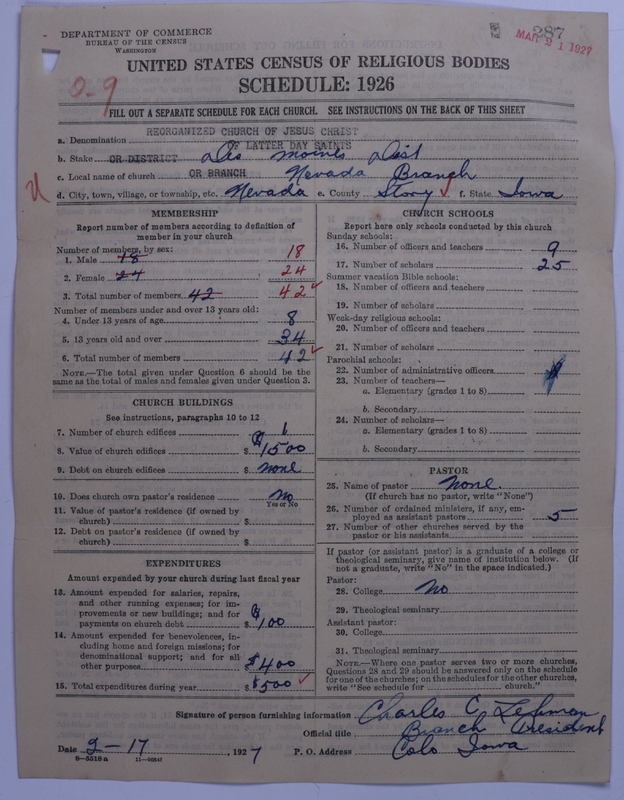 DEPARTMENT OF COMMERCE
BUREAU OF THE CENSUS
WASHINGTON
287
MAR 21 1927
UNITED STATES CENSUS OF RELIGIOUS BODIES
SCHEDULE: 1926
0-9
FILL OUT A SEPARATE SCHEDULE FOR EACH CHURCH. SEE INSTRUCTIONS ON THE BACK OF THIS SHEET
a. Denomination REORGANIZED CHURCH OF JESUS CHRIST
OF LATTER DAY SAINTS
b. Stake OR DISTRICT Des Moines Dist
c. Local name of church OR BRANCH Nevada Branch
d. City, town, village, or township, etc. Nevada e. County Story f. State Iowa
MEMBERSHIP
Report number of members according to definition of
member in your church
Number of members, by sex:
1. Male 18 18
2. Female 24 24
3. Total number of members 42 42
Number of members under and over 13 years old:
4. Under 13 years of age 8
5. 13 years old and over 34
6. Total number of members 42
NOTE.—The total given under Question 6 should be the
same as the total of males and females given under Question 3.
CHURCH BUILDINGS
See instructions, paragraphs 10 to 12
7. Number of church edifices 1
8. Value of church edifices $ 1500
9. Debt on church edifices $ none
10. Does church own pastor's residence no
Yes or No
11. Value of pastor's residence (if owned by
church) $
12. Debt on pastor's residence (if owned by
church) $
EXPENDITURES
Amount expended by your church during last fiscal year
13. Amount expended for salaries, repairs,
and other running expenses; for im-
provements or new buildings; and for
payments on church debt $100
14. Amount expended for benevolences, in-
cluding home and foreign missions; for
denominational support; and for all
other purposes $400
15. Total expenditures during year $ $500
CHURCH SCHOOLS
Report here only schools conducted by this church
Sunday schools:
16. Number of officers and teachers 9
17. Number of scholars 25
Summer vacation Bible schools:
18. Number of officers and teachers
19. Number of scholars
Week-day religious schools:
20. Number of officers and teachers
21. Number of scholars
Parochial schools:
22. Number of administrative officers
23. Number of teachers—
a. Elementary (grades 1 to 8)
b. Secondary
24. Number of scholars—
a. Elementary (grades 1 to 8)
b. Secondary
PASTOR
25. Name of pastor none.
(If church has no pastor, write "None")
26. Number of ordained ministers, if any, em-
ployed as assistant pastors 5
27. Number of other churches served by the
pastor or his assistants
If pastor (or assistant pastor) is a graduate of a college or
theological seminary, give name of institution below. (If
not a graduate, write "No" in the space indicated.)
Pastor:
28. College No
29. Theological seminary
Assistant pastor:
30. College
31. Theological seminary
NOTE.—Where one pastor serves two or more churches,
Questions 28 and 29 should be answered only on the schedule
for one of the churches; on the schedules for the other churches,
write "See schedule for church."
Signature of person furnishing information Charles C Lehman
Official title Branch President
Date 2-17, 1927 P. O. Address Colo Iowa
8-5516 a 11-90547